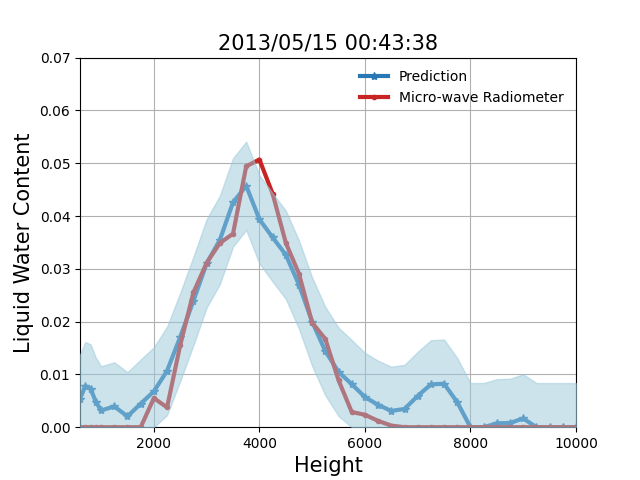 2013/05/15 00:43:38
Prediction
Micro-wave Radiometer
Liquid Water Content
0.07
0.06
0.05
0.04
0.03
0.02
0.01
0.00
2000 4000 6000 8000 10000
Height